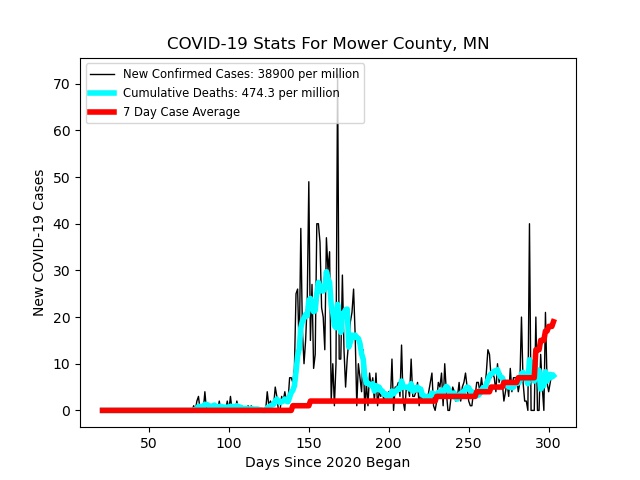 COVID-19 Stats For Mower County, MN
New Confirmed Cases: 38900 per million
Cumulative Deaths: 474.3 per million
7 Day Case Average
New COVID-19 Cases
70
60
50
40
30
20
10
0
50 100 150 200 250 300
Days Since 2020 Began